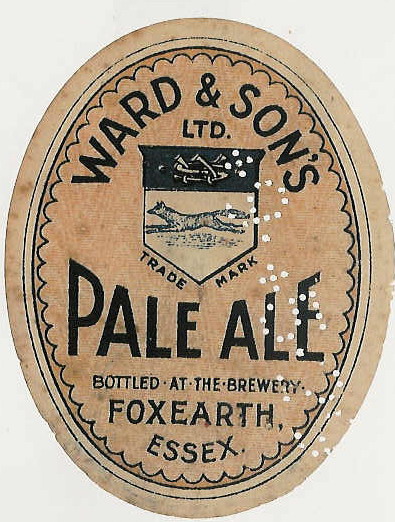 WARD & SON'S
LTD.
TRADE MARK
PALE ALE
BOTTLED·AT·THE·BREWERY·
FOXEARTH,
ESSEX.